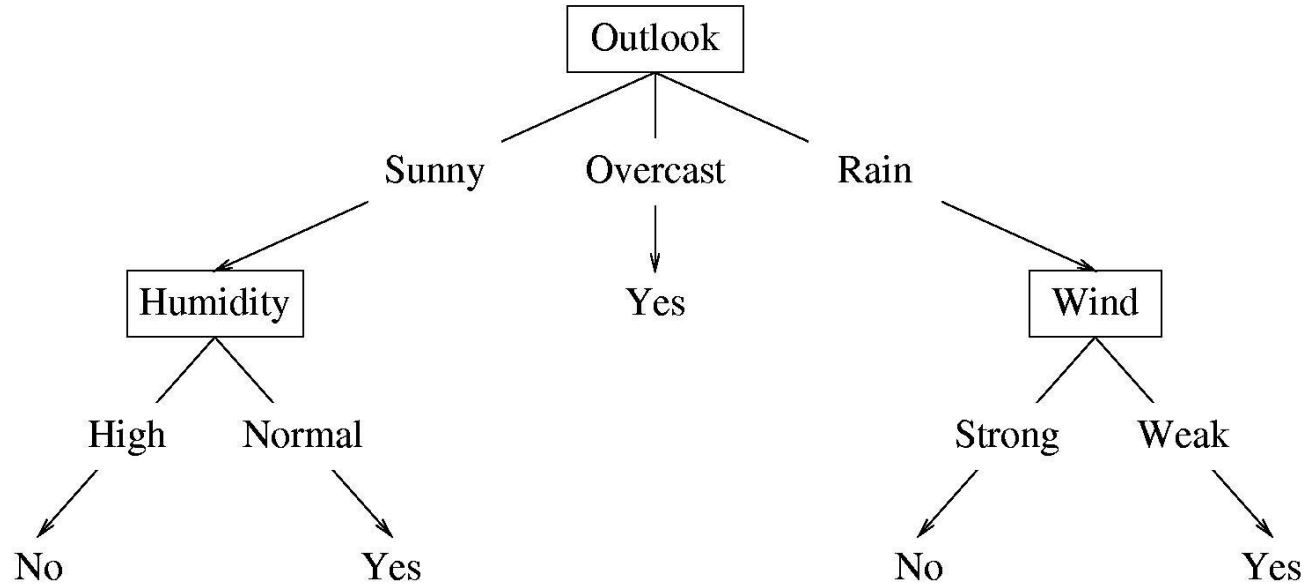 Outlook
Sunny Overcast Rain
Humidity Yes Wind
High Normal Strong Weak
No Yes No Yes